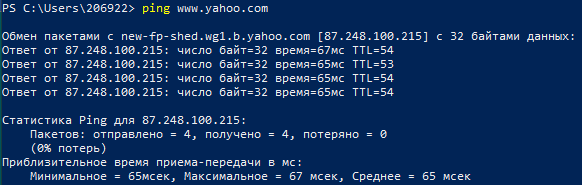 PS C:\Users\206922> ping www.yahoo.com
Обмен пакетами с new-fp-shed.wg1.b.yahoo.com [87.248.100.215] с 32 байтами данных:
Ответ от 87.248.100.215: число байт=32 время=67мс TTL=54
Ответ от 87.248.100.215: число байт=32 время=65мс TTL=53
Ответ от 87.248.100.215: число байт=32 время=65мс TTL=54
Ответ от 87.248.100.215: число байт=32 время=65мс TTL=54
Статистика Ping для 87.248.100.215:
Пакетов: отправлено = 4, получено = 4, потеряно = 0
(0% потерь)
Приблизительное время приема-передачи в мс:
Минимальное = 65мсек, Максимальное = 67 мсек, Среднее = 65 мсек